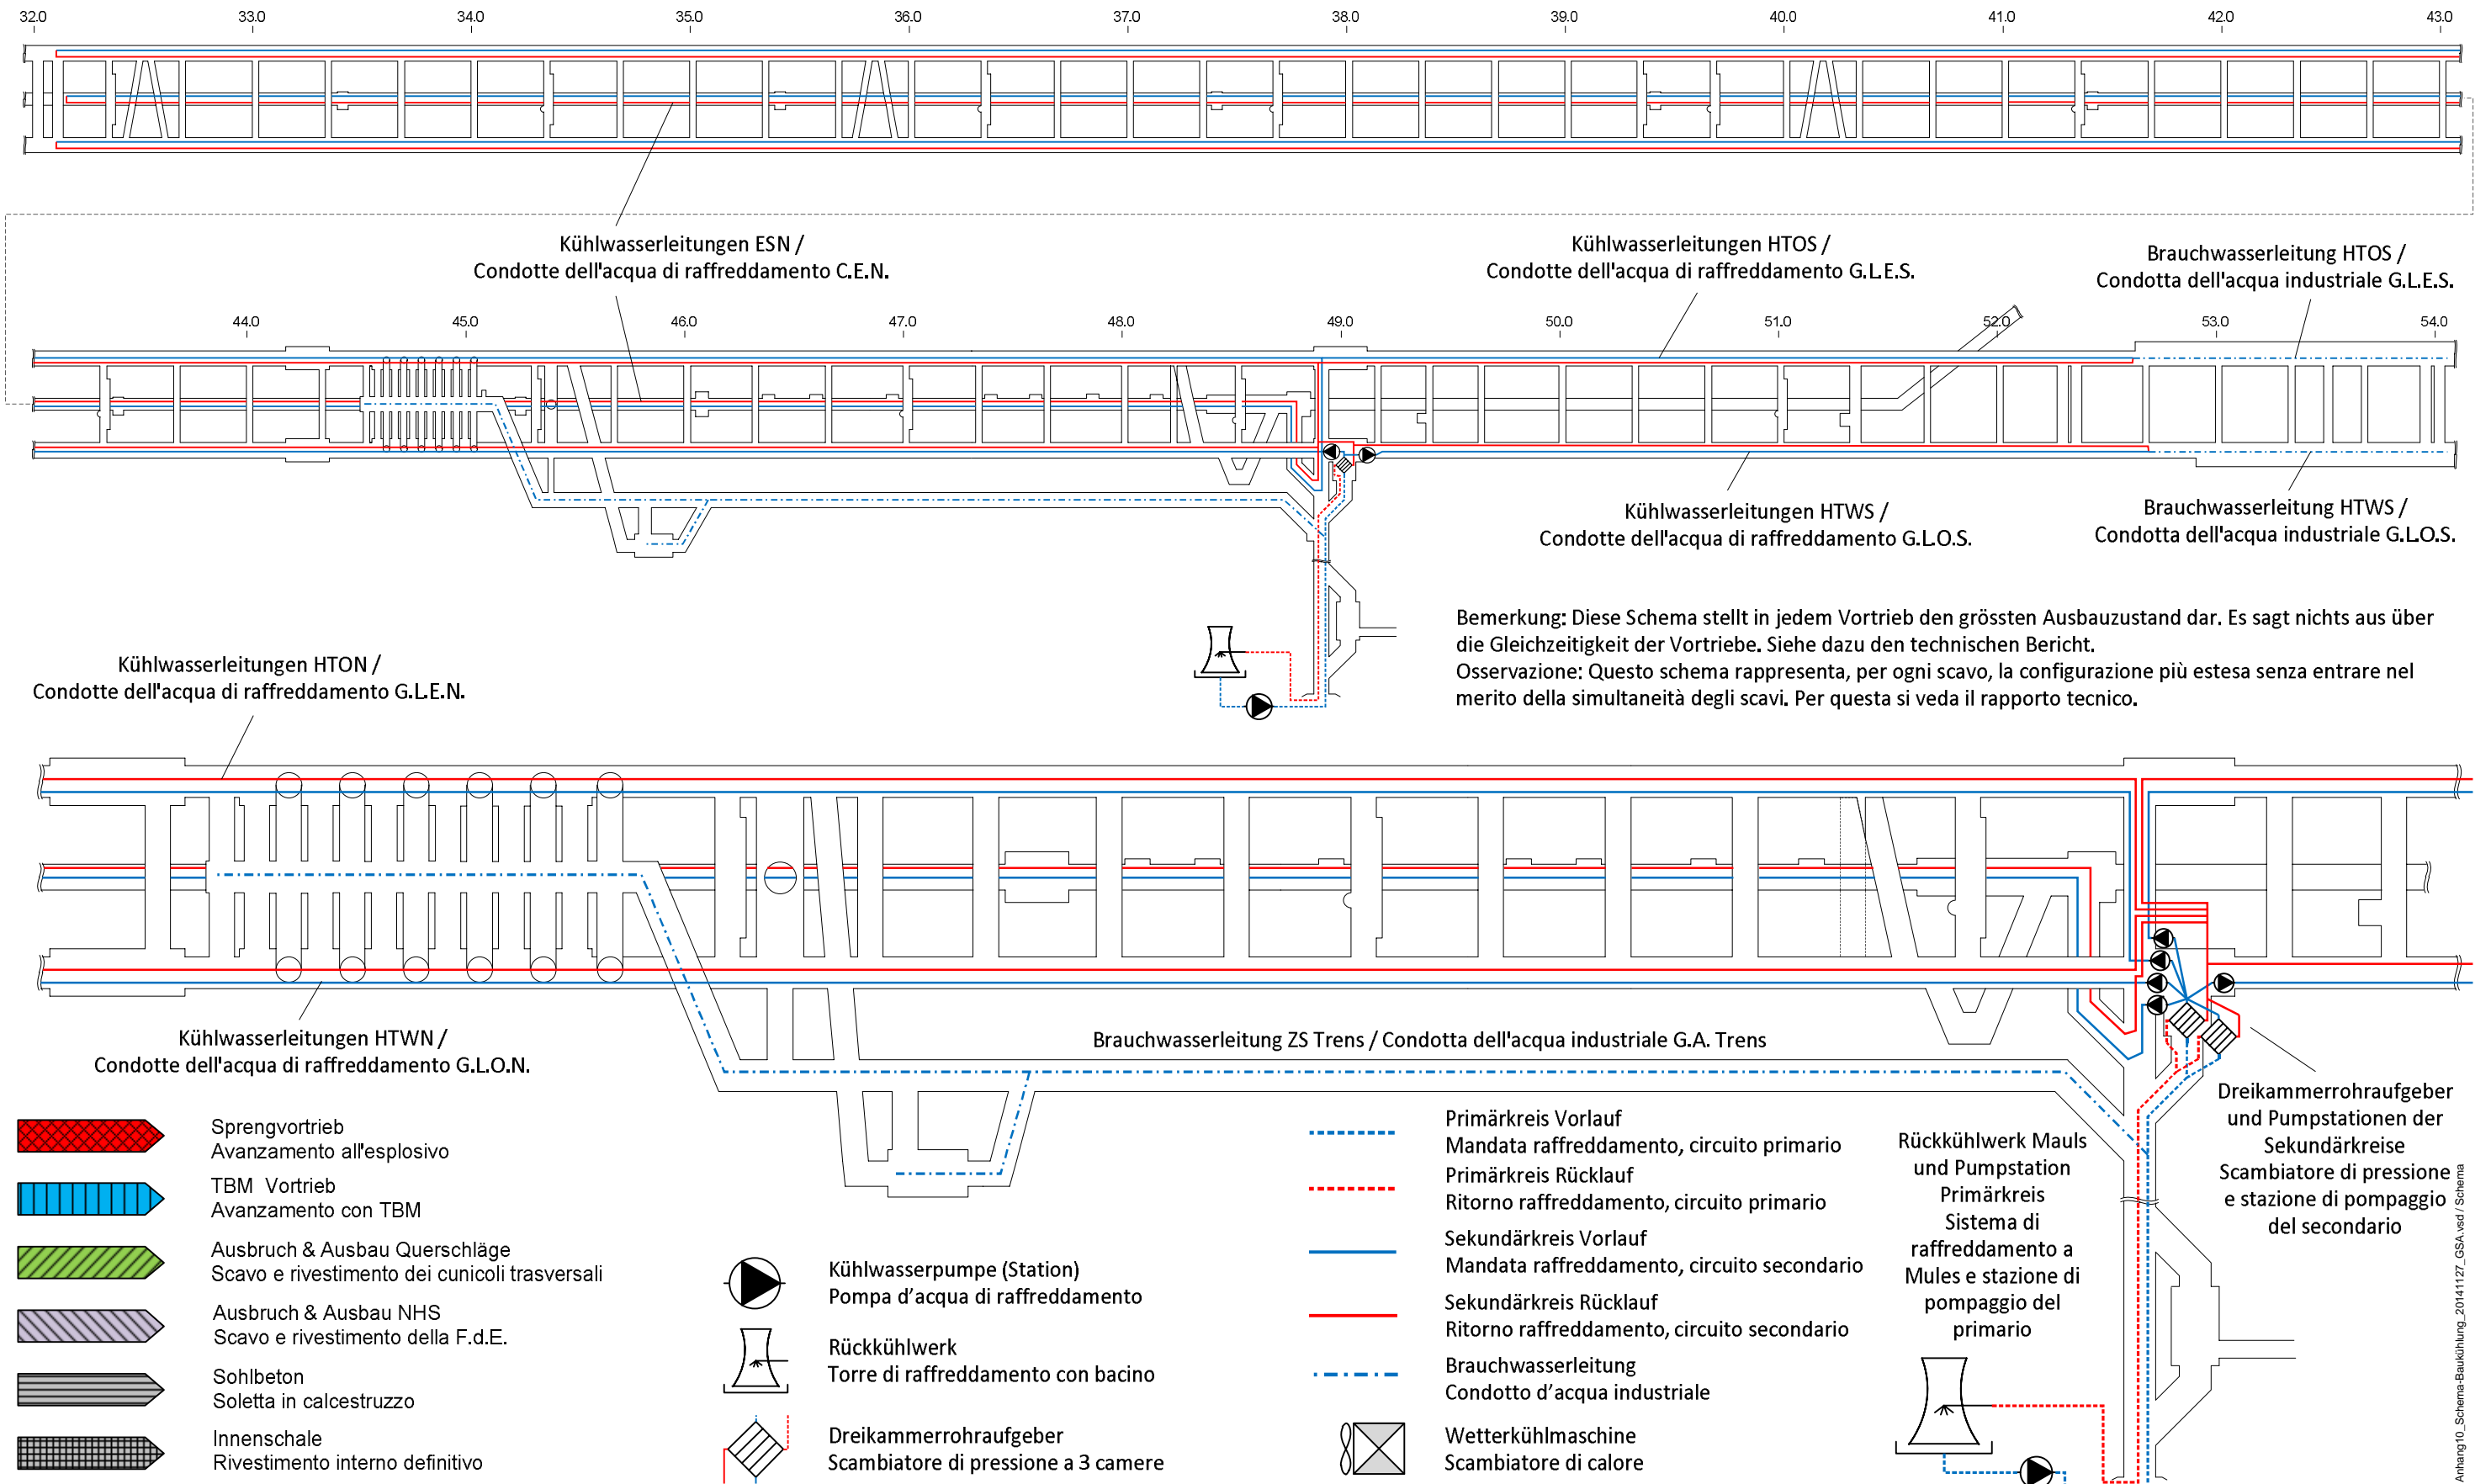 32.0 33.0 34.0 35.0 36.0 37.0 38.0 39.0 40.0 41.0 42.0 43.0
Kühlwasserleitungen ESN /
Condotte dell'acqua di raffreddamento C.E.N.
Kühlwasserleitungen HTOS /
Condotte dell'acqua di raffreddamento G.L.E.S.
Brauchwasserleitung HTOS /
Condotta dell'acqua industriale G.L.E.S.
44.0 45.0 46.0 47.0 48.0 49.0 50.0 51.0 52.0 53.0 54.0
Kühlwasserleitungen HTWS /
Condotte dell'acqua di raffreddamento G.L.O.S.
Brauchwasserleitung HTWS /
Condotta dell'acqua industriale G.L.O.S.
Bemerkung: Diese Schema stellt in jedem Vortrieb den grössten Ausbauzustand dar. Es sagt nichts aus über
die Gleichzeitigkeit der Vortriebe. Siehe dazu den technischen Bericht.
Osservazione: Questo schema rappresenta, per ogni scavo, la configurazione più estesa senza entrare nel
merito della simultaneità degli scavi. Per questa si veda il rapporto tecnico.
Kühlwasserleitungen HTON /
Condotte dell'acqua di raffreddamento G.L.E.N.
Kühlwasserleitungen HTWN /
Condotte dell'acqua di raffreddamento G.L.O.N.
Brauchwasserleitung ZS Trens / Condotta dell'acqua industriale G.A. Trens
Dreikammerrohraufgeber
und Pumpstationen der
Sekundärkreise
Scambiatore di pressione
e stazione di pompaggio
del secondario
Rückkühlwerk Mauls
und Pumpstation
Primärkreis
Sistema di
raffreddamento a
Mules e stazione di
pompaggio del
primario
Sprengvortrieb
Avanzamento all'esplosivo
TBM Vortrieb
Avanzamento con TBM
Ausbruch & Ausbau Querschläge
Scavo e rivestimento dei cunicoli trasversali
Ausbruch & Ausbau NHS
Scavo e rivestimento della F.d.E.
Sohlbeton
Soletta in calcestruzzo
Innenschale
Rivestimento interno definitivo
Kühlwasserpumpe (Station)
Pompa d’acqua di raffreddamento
Rückkühlwerk
Torre di raffreddamento con bacino
Dreikammerrohraufgeber
Scambiatore di pressione a 3 camere
Primärkreis Vorlauf
Mandata raffreddamento, circuito primario
Primärkreis Rücklauf
Ritorno raffreddamento, circuito primario
Sekundärkreis Vorlauf
Mandata raffreddamento, circuito secondario
Sekundärkreis Rücklauf
Ritorno raffreddamento, circuito secondario
Brauchwasserleitung
Condotto d’acqua industriale
Wetterkühlmaschine
Scambiatore di calore
Anhang10_Schema-Baukühlung_20141127_GSA.vsd / Schema